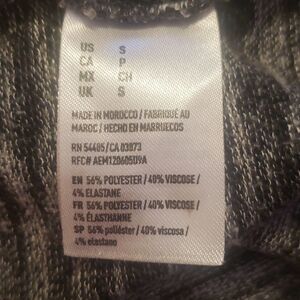 US S
CA P
MX CH
UK S
MADE IN MOROCCO / FABRIQUÉ AU
MAROC / HECHO EN MARRUECOS
RN 54485 / CA 03873
RFC# AEM120605U9A
EN 56% POLYESTER / 40% VISCOSE /
4% ELASTANE
FR 56% POLYESTER / 40% VISCOSE /
4% ÉLASTHANNE
SP 56% poliéster / 40% viscosa /
4% elastano